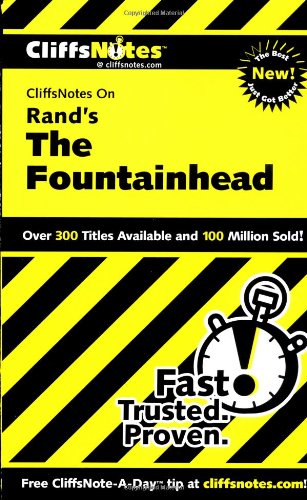 CliffsNotes™
@ cliffsnotes.com
The Best
New!
Just Got Better
CliffsNotes On
Rand's
The
Fountainhead
Over 300 Titles Available and 100 Million Sold!
Fast.
Trusted.
Proven.
Free CliffsNote-A-Day™ tip at cliffsnotes.com!